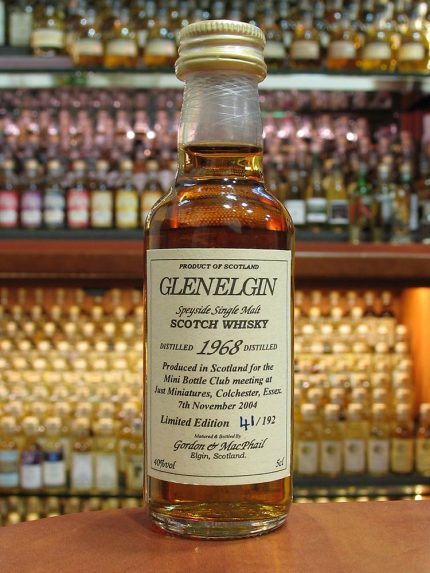 PRODUCT OF SCOTLAND
GLENELGIN
Speyside Single Malt
SCOTCH WHISKY
DISTILLED 1968 DISTILLED
Produced in Scotland for the
Mini Bottle Club meeting at
Just Miniatures, Colchester, Essex.
7th November 2004
Limited Edition 41/192
Matured & Bottled By
Gordon & MacPhail
Elgin, Scotland.
40%vol 5cl